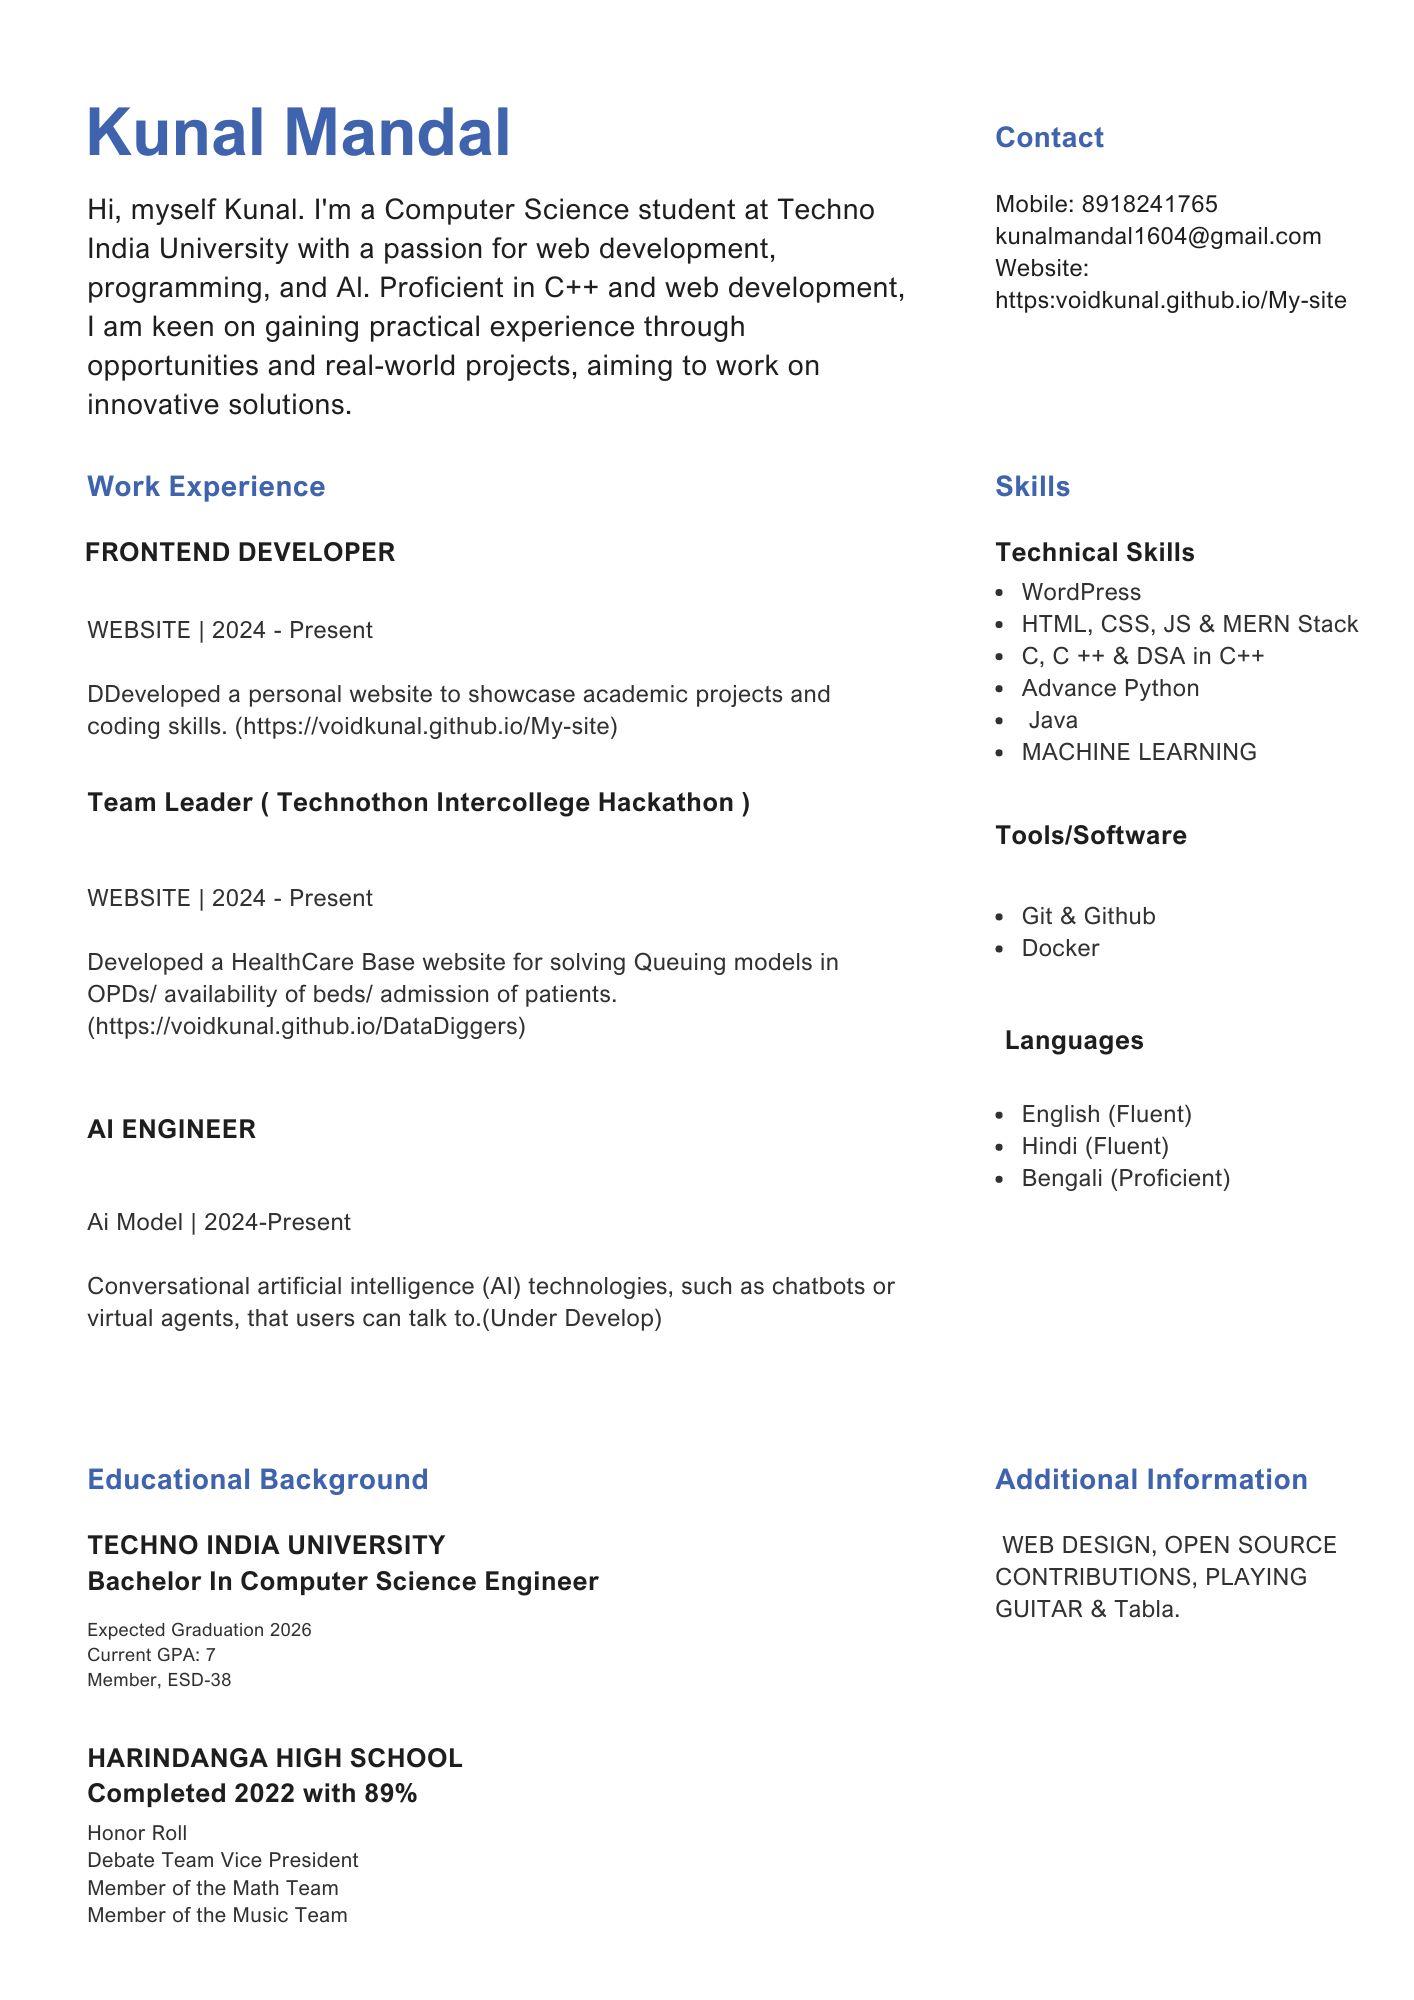 Kunal Mandal
Hi, myself Kunal. I'm a Computer Science student at Techno
India University with a passion for web development,
programming, and AI. Proficient in C++ and web development,
I am keen on gaining practical experience through
opportunities and real-world projects, aiming to work on
innovative solutions.
Contact
Mobile: 8918241765
kunalmandal1604@gmail.com
Website:
https:voidkunal.github.io/My-site
Work Experience
FRONTEND DEVELOPER
WEBSITE | 2024 - Present
DDeveloped a personal website to showcase academic projects and
coding skills. (https://voidkunal.github.io/My-site)
Team Leader ( Technothon Intercollege Hackathon )
WEBSITE | 2024 - Present
Developed a HealthCare Base website for solving Queuing models in
OPDs/ availability of beds/ admission of patients.
(https://voidkunal.github.io/DataDiggers)
AI ENGINEER
Ai Model | 2024-Present
Conversational artificial intelligence (AI) technologies, such as chatbots or
virtual agents, that users can talk to.(Under Develop)
Skills
Technical Skills
• WordPress
• HTML, CSS, JS & MERN Stack
• C, C ++ & DSA in C++
• Advance Python
• Java
• MACHINE LEARNING
Tools/Software
• Git & Github
• Docker
Languages
• English (Fluent)
• Hindi (Fluent)
• Bengali (Proficient)
Educational Background
TECHNO INDIA UNIVERSITY
Bachelor In Computer Science Engineer
Expected Graduation 2026
Current GPA: 7
Member, ESD-38
HARINDANGA HIGH SCHOOL
Completed 2022 with 89%
Honor Roll
Debate Team Vice President
Member of the Math Team
Member of the Music Team
Additional Information
WEB DESIGN, OPEN SOURCE
CONTRIBUTIONS, PLAYING
GUITAR & Tabla.